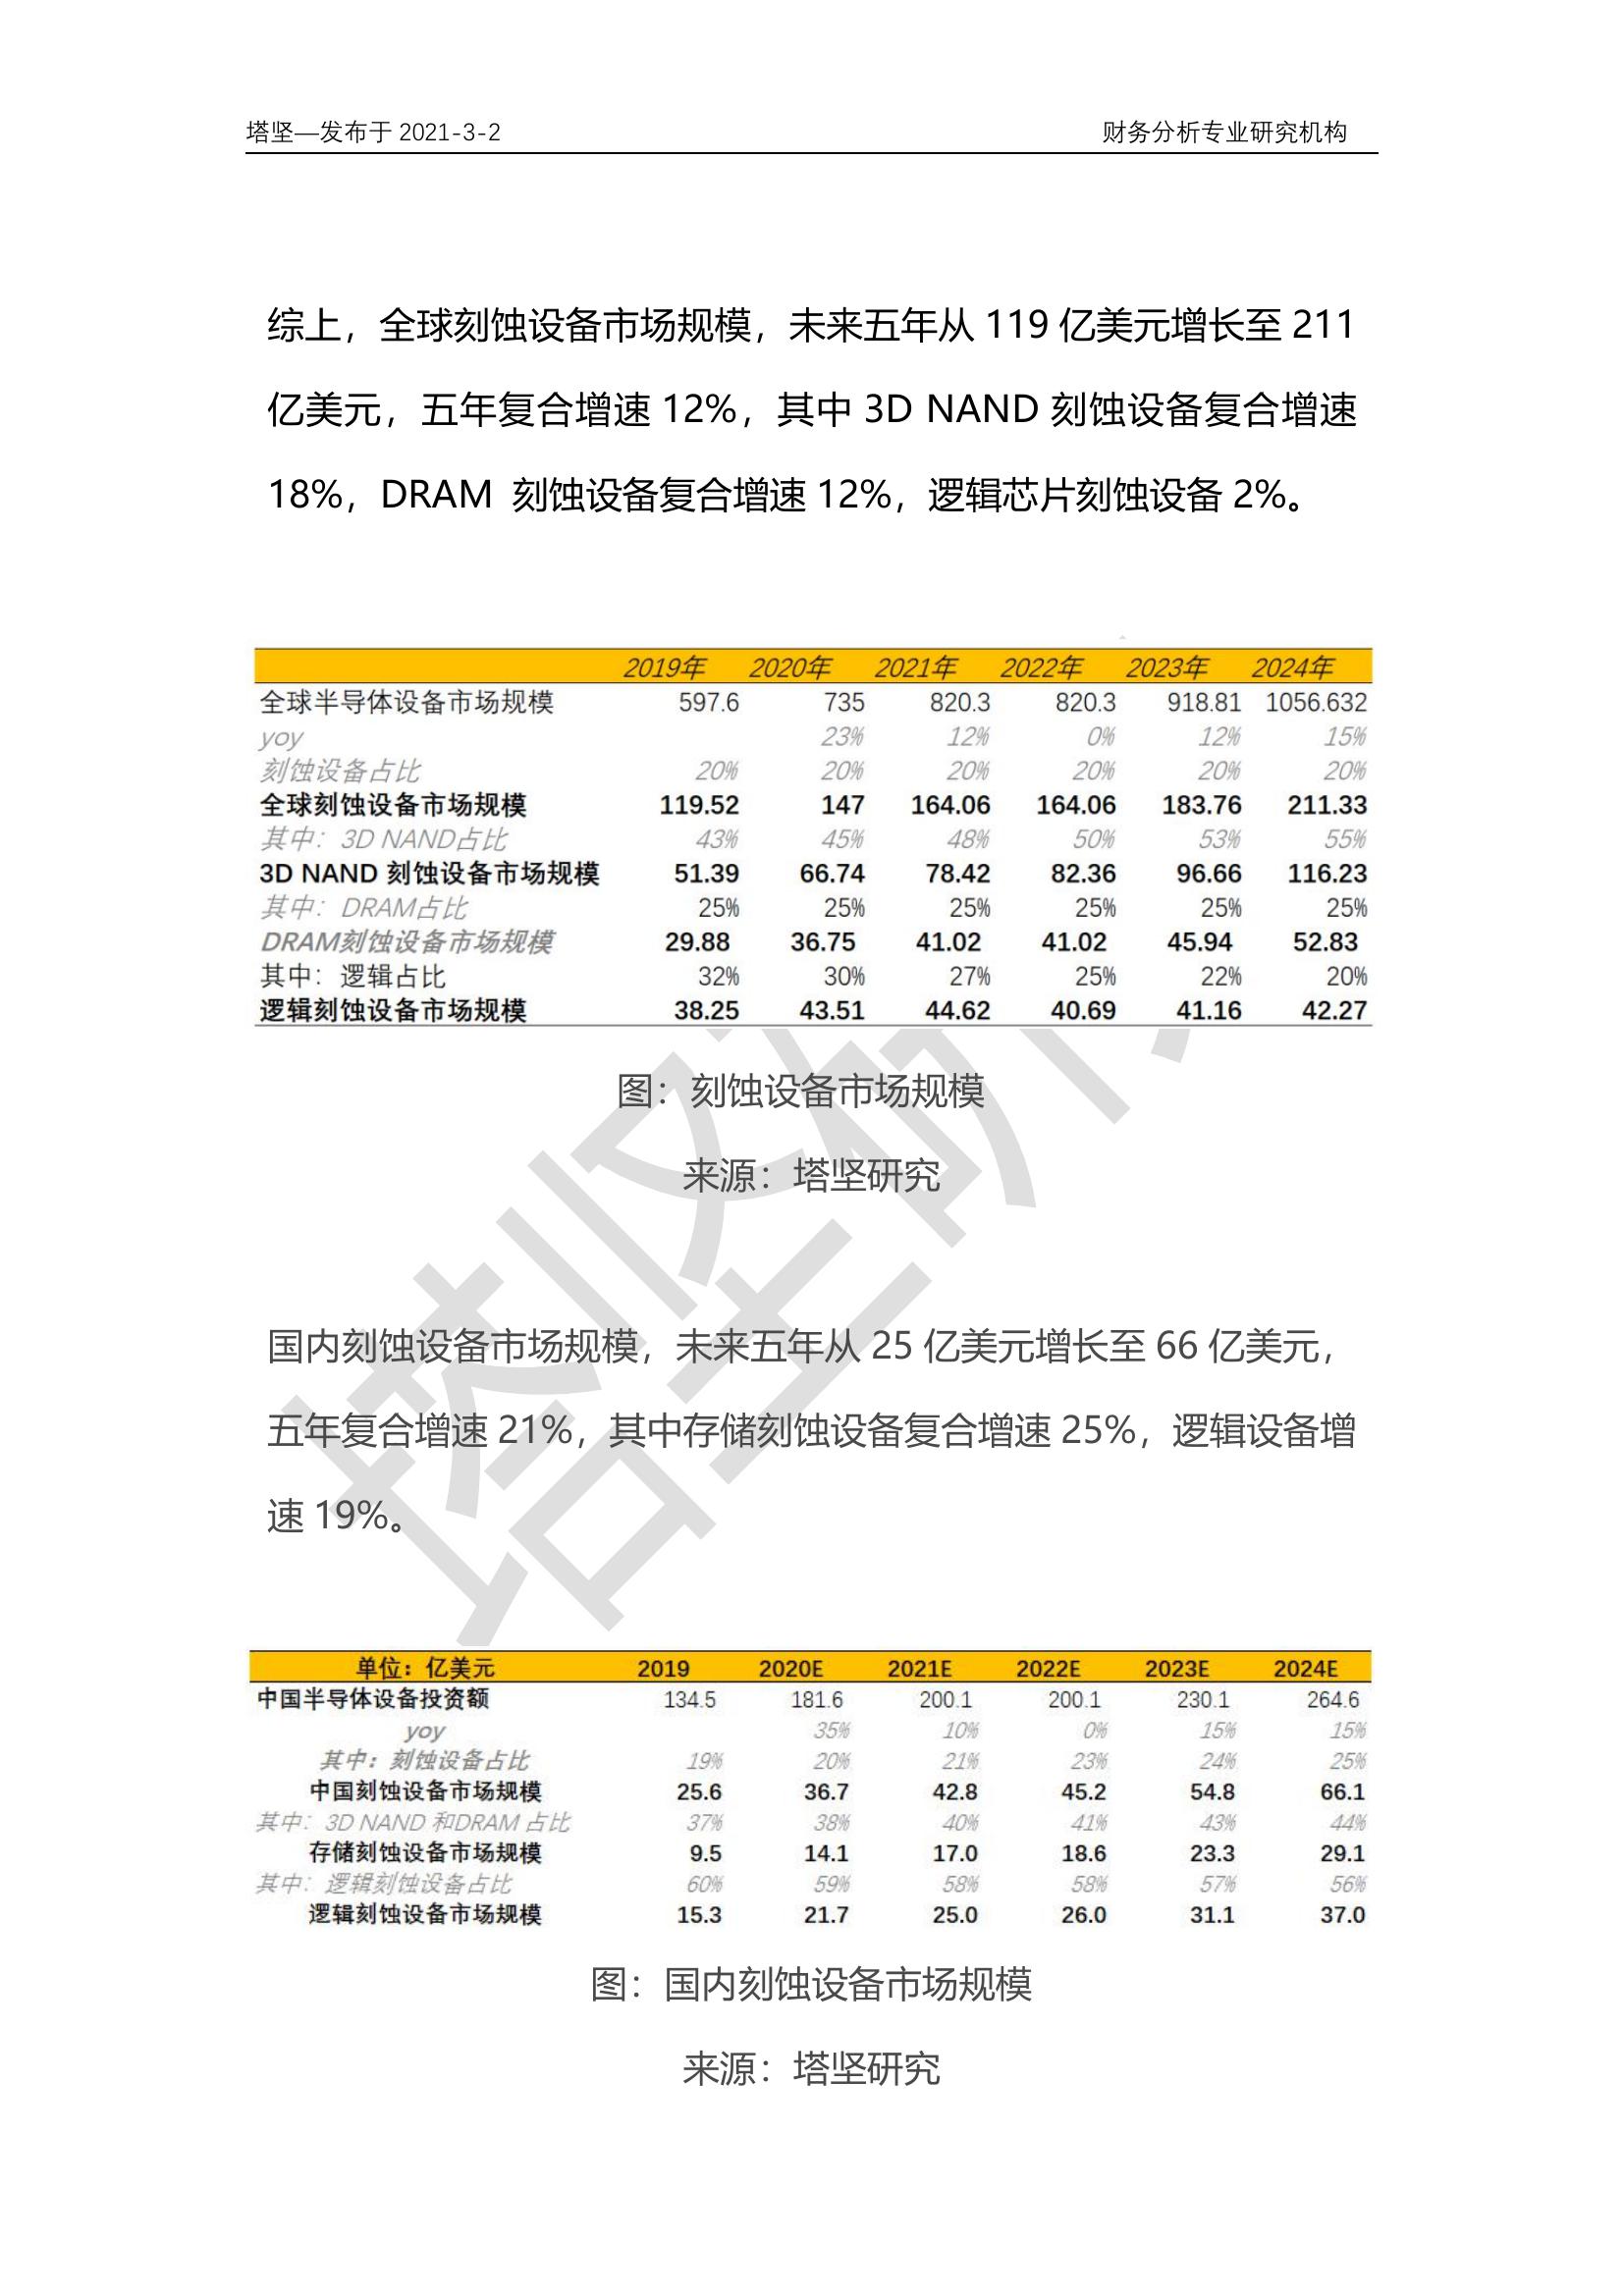 塔坚—发布于 2021-3-2 财务分析专业研究机构
综上，全球刻蚀设备市场规模，未来五年从 119 亿美元增长至 211
亿美元，五年复合增速 12%，其中 3D NAND 刻蚀设备复合增速
18%，DRAM 刻蚀设备复合增速 12%，逻辑芯片刻蚀设备 2%。
2019年 2020年 2021年 2022年 2023年 2024年
全球半导体设备市场规模 597.6 735 820.3 820.3 918.81 1056.632
yoy 23% 12% 0% 12% 15%
刻蚀设备占比 20% 20% 20% 20% 20% 20%
全球刻蚀设备市场规模 119.52 147 164.06 164.06 183.76 211.33
其中：3D NAND占比 43% 45% 48% 50% 53% 55%
3D NAND 刻蚀设备市场规模 51.39 66.74 78.42 82.36 96.66 116.23
其中：DRAM占比 25% 25% 25% 25% 25% 25%
DRAM刻蚀设备市场规模 29.88 36.75 41.02 41.02 45.94 52.83
其中：逻辑占比 32% 30% 27% 25% 22% 20%
逻辑刻蚀设备市场规模 38.25 43.51 44.62 40.69 41.16 42.27
图：刻蚀设备市场规模
来源：塔坚研究
国内刻蚀设备市场规模，未来五年从 25 亿美元增长至 66 亿美元，
五年复合增速 21%，其中存储刻蚀设备复合增速 25%，逻辑设备增
速 19%。
单位：亿美元 2019 2020E 2021E 2022E 2023E 2024E
中国半导体设备投资额 134.5 181.6 200.1 200.1 230.1 264.6
yoy 35% 10% 0% 15% 15%
其中：刻蚀设备占比 19% 20% 21% 23% 24% 25%
中国刻蚀设备市场规模 25.6 36.7 42.8 45.2 54.8 66.1
其中：3D NAND 和DRAM 占比 37% 38% 40% 41% 43% 44%
存储刻蚀设备市场规模 9.5 14.1 17.0 18.6 23.3 29.1
其中：逻辑刻蚀设备占比 60% 59% 58% 58% 57% 56%
逻辑刻蚀设备市场规模 15.3 21.7 25.0 26.0 31.1 37.0
图：国内刻蚀设备市场规模
来源：塔坚研究
塔坚研